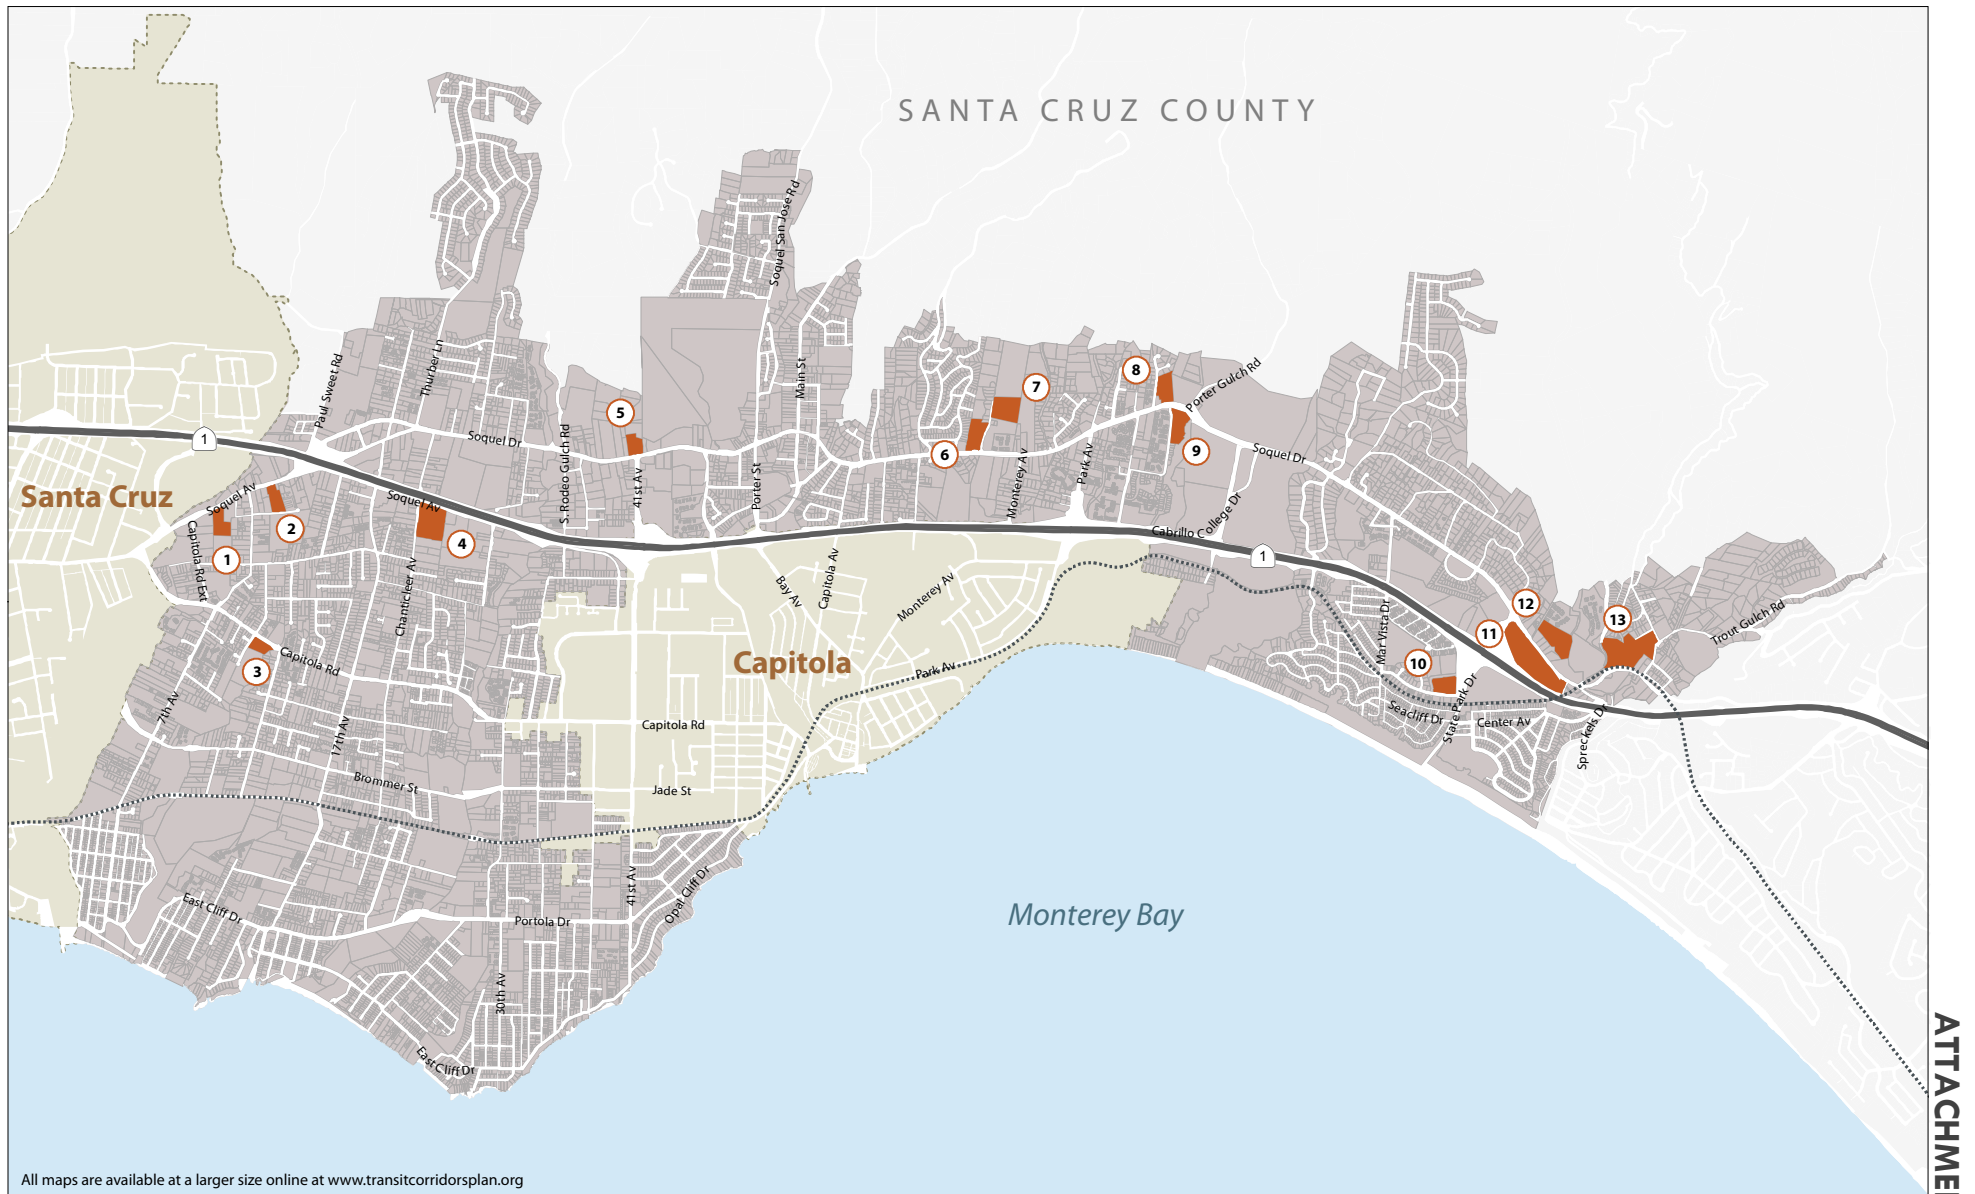 SANTA CRUZ COUNTY
Soquel San Jose Rd
Paul Sweet Rd
Thurber Ln
Main St
8
7
5
Porter Gulch Rd
1
Soquel Dr
S. Rodeo Gulch Rd
41st Av
Porter St
6
Monterey Av
Park Av
9
Soquel Dr
Santa Cruz
Soquel Av
Soquel Av
2
4
1
Capitola Rd Ext
Chanticleer Av
Cabrillo College Dr
1
Bay Av
Capitola Av
Monterey Av
12
11
13
Trout Gulch Rd
Mar Vista Dr
10
3
Capitola Rd
Capitola
Park Av
7th Av
17th Av
Capitola Rd
Seacliff Dr
State Park Dr
Center Av
Spreckels Dr
Brommer St
Jade St
41st Av
Opal Cliff Dr
East Cliff Dr
Portola Dr
Monterey Bay
30th Av
East Cliff Dr
All maps are available at a larger size online at www.transitcorridorsplan.org